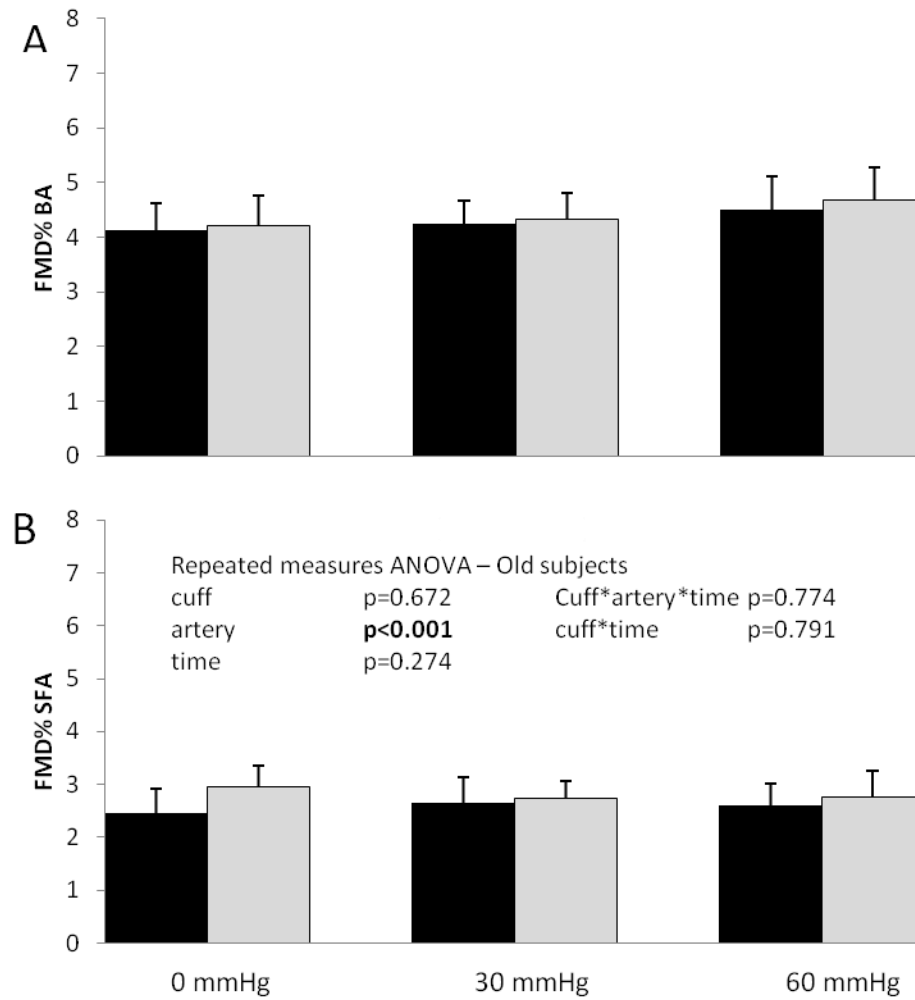 A
8
7
6
5
4
3
2
1
0
FMD% BA
B
8
7
6
5
4
3
2
1
0
FMD% SFA
Repeated measures ANOVA – Old subjects
cuff p=0.672 Cuff*artery*time p=0.774
artery p<0.001 cuff*time p=0.791
time p=0.274
0 mmHg 30 mmHg 60 mmHg